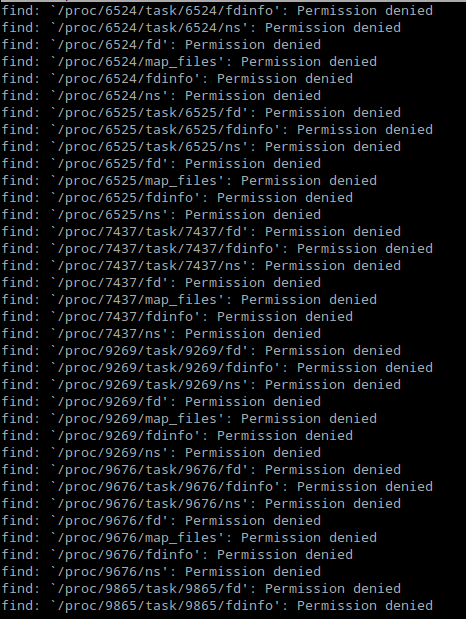 find: `/proc/6524/task/6524/fdinfo': Permission denied
find: `/proc/6524/task/6524/ns': Permission denied
find: `/proc/6524/fd': Permission denied
find: `/proc/6524/map_files': Permission denied
find: `/proc/6524/fdinfo': Permission denied
find: `/proc/6524/ns': Permission denied
find: `/proc/6525/task/6525/fd': Permission denied
find: `/proc/6525/task/6525/fdinfo': Permission denied
find: `/proc/6525/task/6525/ns': Permission denied
find: `/proc/6525/fd': Permission denied
find: `/proc/6525/map_files': Permission denied
find: `/proc/6525/fdinfo': Permission denied
find: `/proc/6525/ns': Permission denied
find: `/proc/7437/task/7437/fd': Permission denied
find: `/proc/7437/task/7437/fdinfo': Permission denied
find: `/proc/7437/task/7437/ns': Permission denied
find: `/proc/7437/fd': Permission denied
find: `/proc/7437/map_files': Permission denied
find: `/proc/7437/fdinfo': Permission denied
find: `/proc/7437/ns': Permission denied
find: `/proc/9269/task/9269/fd': Permission denied
find: `/proc/9269/task/9269/fdinfo': Permission denied
find: `/proc/9269/task/9269/ns': Permission denied
find: `/proc/9269/fd': Permission denied
find: `/proc/9269/map_files': Permission denied
find: `/proc/9269/fdinfo': Permission denied
find: `/proc/9269/ns': Permission denied
find: `/proc/9676/task/9676/fd': Permission denied
find: `/proc/9676/task/9676/fdinfo': Permission denied
find: `/proc/9676/task/9676/ns': Permission denied
find: `/proc/9676/fd': Permission denied
find: `/proc/9676/map_files': Permission denied
find: `/proc/9676/fdinfo': Permission denied
find: `/proc/9676/ns': Permission denied
find: `/proc/9865/task/9865/fd': Permission denied
find: `/proc/9865/task/9865/fdinfo': Permission denied